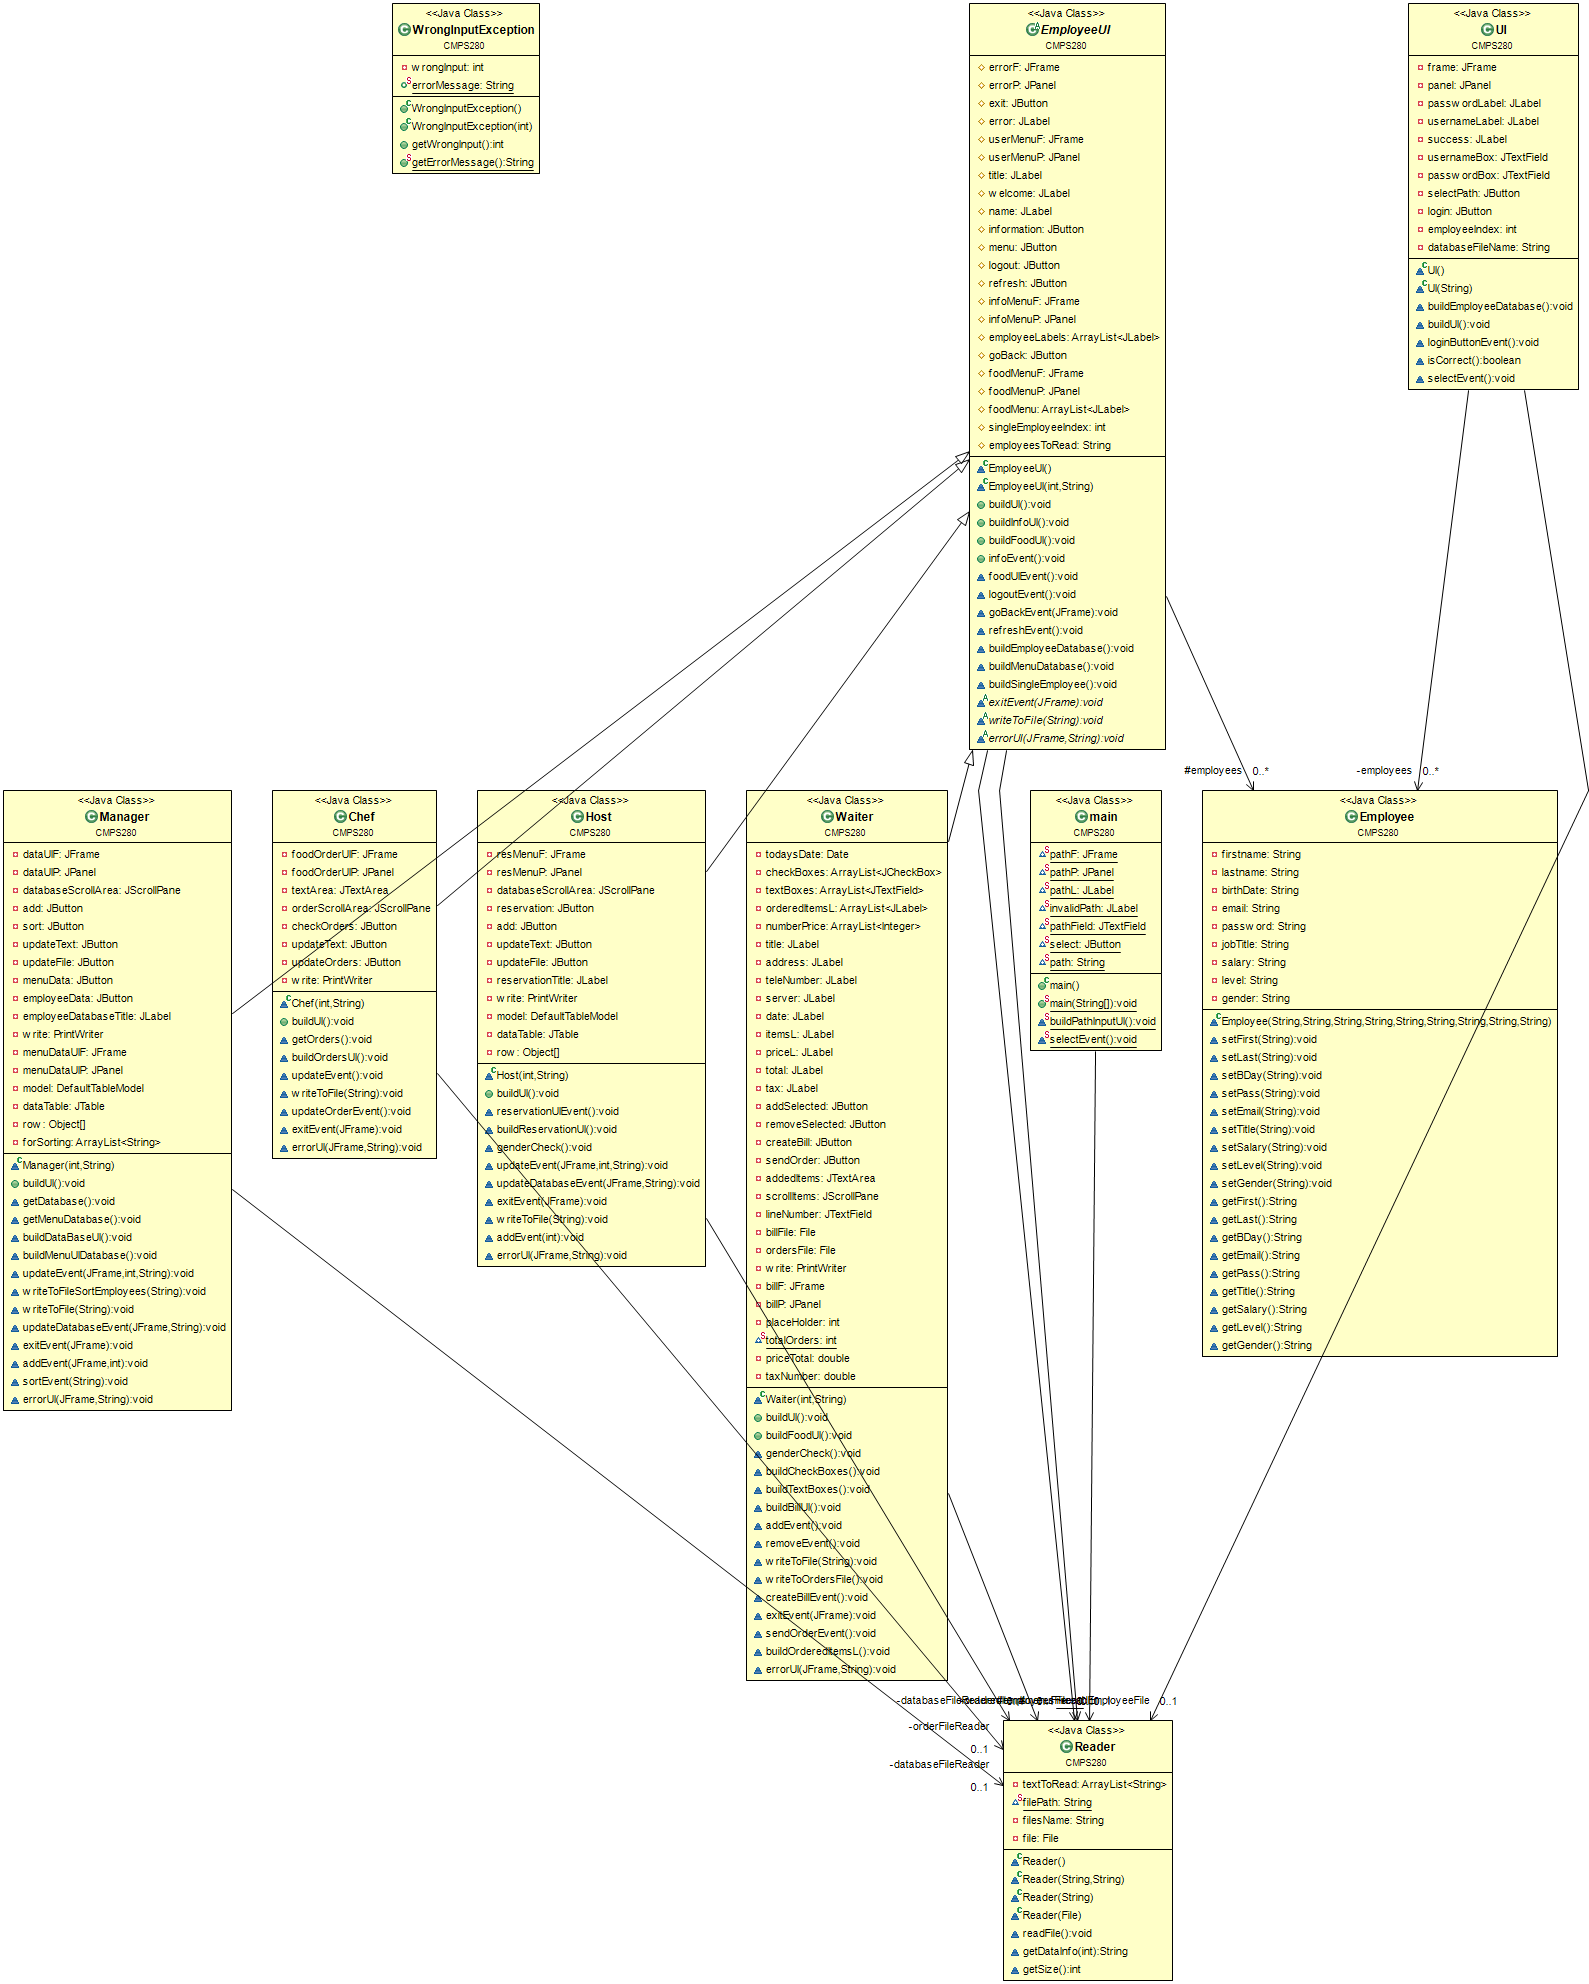 <<Java Class>>
WrongInputException
CMPS280
wrongInput: int
errorMessage: String
WrongInputException()
WrongInputException(int)
getWrongInput():int
getErrorMessage():String
<<Java Class>>
EmployeeUI
CMPS280
errorF: JFrame
errorP: JPanel
exit: JButton
error: JLabel
userMenuF: JFrame
userMenuP: JPanel
title: JLabel
welcome: JLabel
name: JLabel
information: JButton
menu: JButton
logout: JButton
refresh: JButton
infoMenuF: JFrame
infoMenuP: JPanel
employeeLabels: ArrayList<JLabel>
goBack: JButton
foodMenuF: JFrame
foodMenuP: JPanel
foodMenu: ArrayList<JLabel>
singleEmployeeIndex: int
employeesToRead: String
EmployeeUI()
EmployeeUI(int,String)
buildUI():void
buildInfoUI():void
buildFoodUI():void
infoEvent():void
foodUIEvent():void
logoutEvent():void
goBackEvent(JFrame):void
refreshEvent():void
buildEmployeeDatabase():void
buildMenuDatabase():void
buildSingleEmployee():void
exitEvent(JFrame):void
writeToFile(String):void
errorUI(JFrame,String):void
<<Java Class>>
UI
CMPS280
frame: JFrame
panel: JPanel
passwordLabel: JLabel
usernameLabel: JLabel
success: JLabel
usernameBox: JTextField
passwordBox: JTextField
selectPath: JButton
login: JButton
employeeIndex: int
databaseFileName: String
UI()
UI(String)
buildEmployeeDatabase():void
buildUI():void
loginButtonEvent():void
isCorrect():boolean
selectEvent():void
#employees 0..*
-employees 0..*
<<Java Class>>
Manager
CMPS280
dataUIF: JFrame
dataUIP: JPanel
databaseScrollArea: JScrollPane
add: JButton
sort: JButton
updateText: JButton
updateFile: JButton
menuData: JButton
employeeData: JButton
employeeDatabaseTitle: JLabel
write: PrintWriter
menuDataUIF: JFrame
menuDataUIP: JPanel
model: DefaultTableModel
dataTable: JTable
row: Object[]
forSorting: ArrayList<String>
Manager(int,String)
buildUI():void
getDatabase():void
getMenuDatabase():void
buildDataBaseUI():void
buildMenuUIDatabase():void
updateEvent(JFrame,int,String):void
writeToFileSortEmployees(String):void
writeToFile(String):void
updateDatabaseEvent(JFrame,String):void
exitEvent(JFrame):void
addEvent(JFrame,int):void
sortEvent(String):void
errorUI(JFrame,String):void
<<Java Class>>
Chef
CMPS280
foodOrderUIF: JFrame
foodOrderUIP: JPanel
textArea: JTextArea
orderScrollArea: JScrollPane
checkOrders: JButton
updateText: JButton
updateOrders: JButton
write: PrintWriter
Chef(int,String)
buildUI():void
getOrders():void
buildOrdersUI():void
updateEvent():void
writeToFile(String):void
updateOrderEvent():void
exitEvent(JFrame):void
errorUI(JFrame,String):void
<<Java Class>>
Host
CMPS280
resMenuF: JFrame
resMenuP: JPanel
databaseScrollArea: JScrollPane
reservation: JButton
add: JButton
updateText: JButton
updateFile: JButton
reservationTitle: JLabel
write: PrintWriter
model: DefaultTableModel
dataTable: JTable
row: Object[]
Host(int,String)
buildUI():void
reservationUIEvent():void
buildReservationUI():void
genderCheck():void
updateEvent(JFrame,int,String):void
updateDatabaseEvent(JFrame,String):void
exitEvent(JFrame):void
writeToFile(String):void
addEvent(int):void
errorUI(JFrame,String):void
<<Java Class>>
Waiter
CMPS280
todaysDate: Date
checkBoxes: ArrayList<JCheckBox>
textBoxes: ArrayList<JTextField>
orderedItemsL: ArrayList<JLabel>
numberPrice: ArrayList<Integer>
title: JLabel
address: JLabel
teleNumber: JLabel
server: JLabel
date: JLabel
itemsL: JLabel
priceL: JLabel
total: JLabel
tax: JLabel
addSelected: JButton
removeSelected: JButton
createBill: JButton
sendOrder: JButton
addedItems: JTextArea
scrollItems: JScrollPane
lineNumber: JTextField
billFile: File
ordersFile: File
write: PrintWriter
billF: JFrame
billP: JPanel
placeHolder: int
totalOrders: int
priceTotal: double
taxNumber: double
Waiter(int,String)
buildUI():void
buildFoodUI():void
genderCheck():void
buildCheckBoxes():void
buildTextBoxes():void
buildBillUI():void
addEvent():void
removeEvent():void
writeToFile(String):void
writeToOrdersFile():void
createBillEvent():void
exitEvent(JFrame):void
sendOrderEvent():void
buildOrderedItemsL():void
errorUI(JFrame,String):void
<<Java Class>>
main
CMPS280
pathF: JFrame
pathP: JPanel
pathL: JLabel
invalidPath: JLabel
pathField: JTextField
select: JButton
path: String
main()
main(String[]):void
buildPathInputUI():void
selectEvent():void
<<Java Class>>
Employee
CMPS280
firstname: String
lastname: String
birthDate: String
email: String
password: String
jobTitle: String
salary: String
level: String
gender: String
Employee(String,String,String,String,String,String,String,String,String)
setFirst(String):void
setLast(String):void
setBDay(String):void
setPass(String):void
setEmail(String):void
setTitle(String):void
setSalary(String):void
setLevel(String):void
setGender(String):void
getFirst():String
getLast():String
getBDay():String
getEmail():String
getPass():String
getTitle():String
getSalary():String
getLevel():String
getGender():String
-databaseFileReader
0..1
-orderFileReader
0..1
-databaseFileReader
0..1
<<Java Class>>
Reader
CMPS280
textToRead: ArrayList<String>
filePath: String
filesName: String
file: File
Reader()
Reader(String,String)
Reader(String)
Reader(File)
readFile():void
getDataInfo(int):String
getSize():int